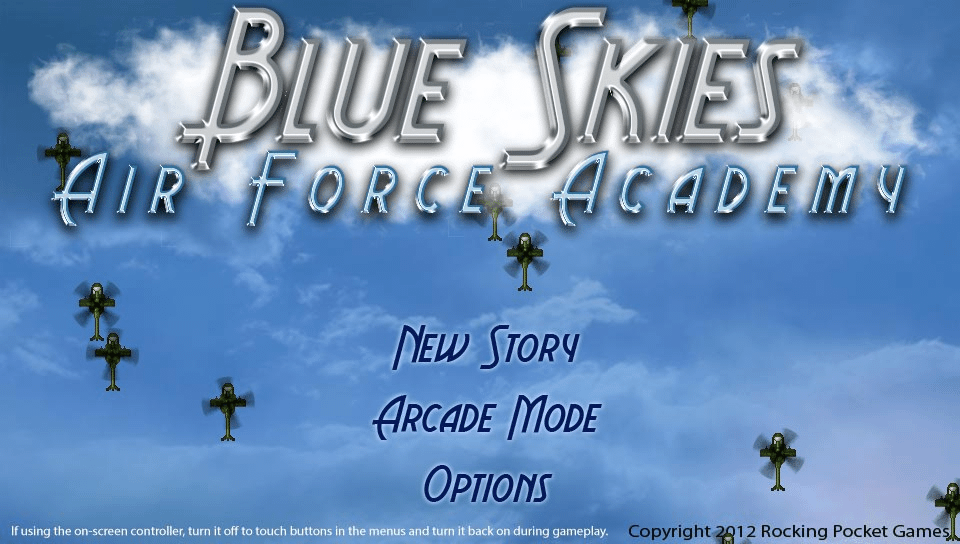 Blue Skies
Air Force Academy
New Story
Arcade Mode
Options
If using the on-screen controller, turn it off to touch buttons in the menus and turn it back on during gameplay.
Copyright 2012 Rocking Pocket Games